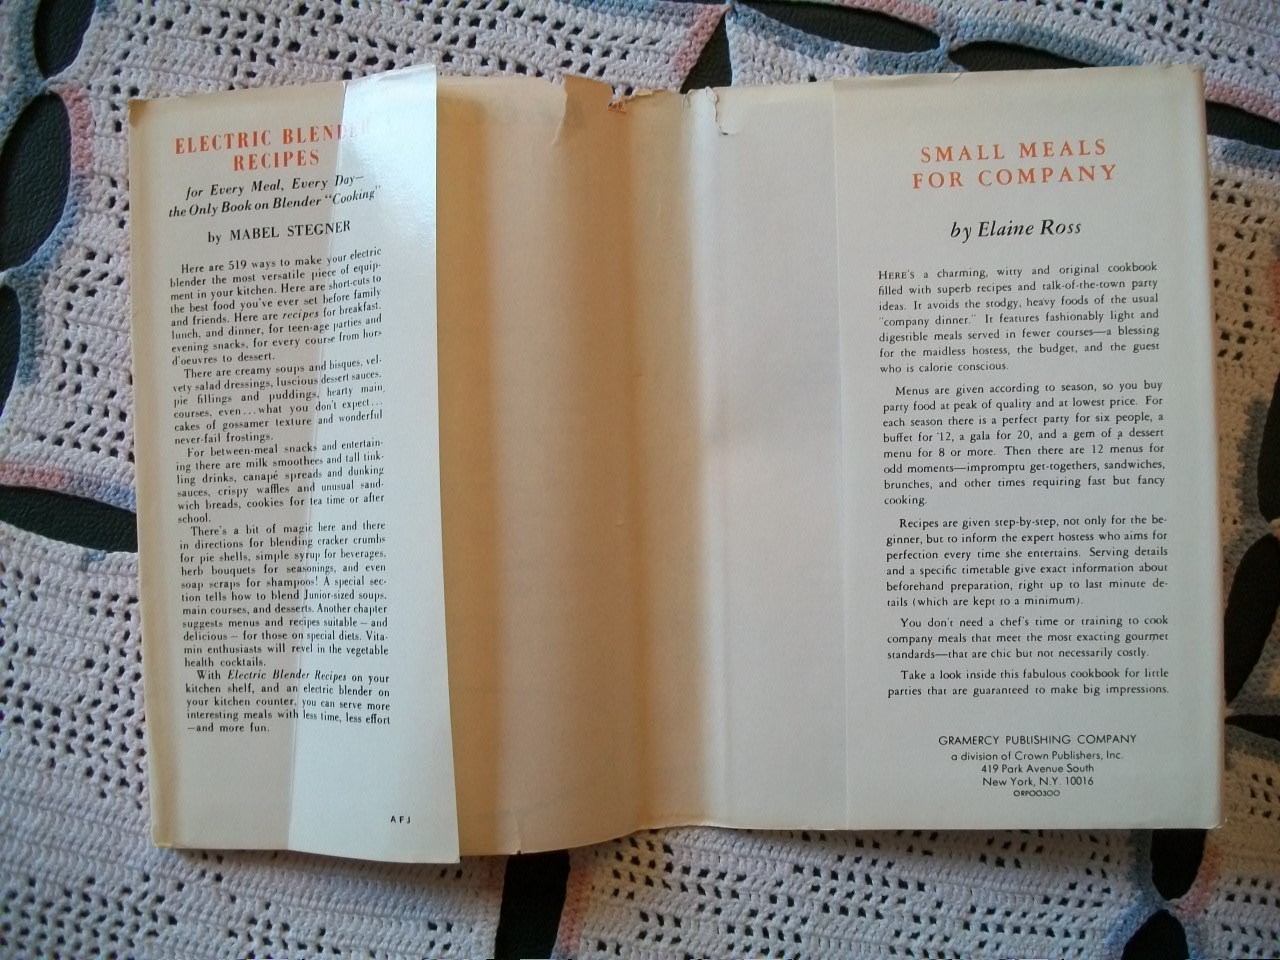 ELECTRIC BLENDER
RECIPES
for Every Meal, Every Day—
the Only Book on Blender "Cooking"
by MABEL STEGNER
Here are 519 ways to make your electric
blender the most versatile piece of equip-
ment in your kitchen. Here are short-cuts to
the best food you've ever set before family
and friends. Here are recipes for breakfast,
lunch, and dinner, for teen-age parties and
evening snacks, for every course from hors
d'oeuvres to dessert.
There are creamy soups and bisques, vel-
vety salad dressings, luscious dessert sauces,
pie fillings and puddings, hearty main
courses, even...what you don't expect...
cakes of gossamer texture and wonderful
never-fail frostings.
For between-meal snacks and entertain-
ing there are milk smoothees and tall tink-
ling drinks, canapé spreads and dunking
sauces, crispy waffles and unusual sand-
wich breads, cookies for tea time or after
school.
There's a bit of magic here and there
in directions for blending cracker crumbs
for pie shells, simple syrup for beverages,
herb bouquets for seasonings, and even
soap scraps for shampoos! A special sec-
tion tells how to blend Junior-sized soups,
main courses, and desserts. Another chapter
suggests menus and recipes suitable — and
delicious — for those on special diets. Vita-
min enthusiasts will revel in the vegetable
health cocktails.
With Electric Blender Recipes on your
kitchen shelf, and an electric blender on
your kitchen counter, you can serve more
interesting meals with less time, less effort
—and more fun.
AFJ
SMALL MEALS
FOR COMPANY
by Elaine Ross
HERE'S a charming, witty and original cookbook
filled with superb recipes and talk-of-the-town party
ideas. It avoids the stodgy, heavy foods of the usual
"company dinner." It features fashionably light and
digestible meals served in fewer courses—a blessing
for the maidless hostess, the budget, and the guest
who is calorie conscious.
Menus are given according to season, so you buy
party food at peak of quality and at lowest price. For
each season there is a perfect party for six people, a
buffet for 12, a gala for 20, and a gem of a dessert
menu for 8 or more. Then there are 12 menus for
odd moments—impromptu get-togethers, sandwiches,
brunches, and other times requiring fast but fancy
cooking.
Recipes are given step-by-step, not only for the be-
ginner, but to inform the expert hostess who aims for
perfection every time she entertains. Serving details
and a specific timetable give exact information about
beforehand preparation, right up to last minute de-
tails (which are kept to a minimum).
You don't need a chef's time or training to cook
company meals that meet the most exacting gourmet
standards—that are chic but not necessarily costly.
Take a look inside this fabulous cookbook for little
parties that are guaranteed to make big impressions.
GRAMERCY PUBLISHING COMPANY
a division of Crown Publishers, Inc.
419 Park Avenue South
New York, N.Y. 10016
ORPOO3OO